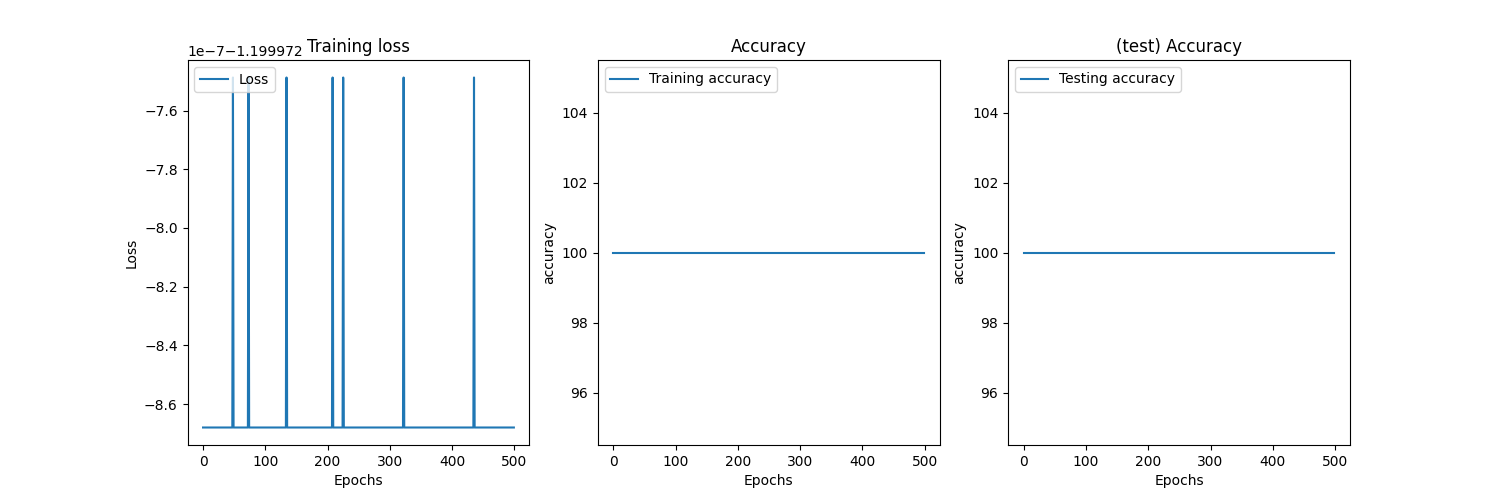 1e−7−1.199972 Training loss
Loss
−7.6
−7.8
−8.0
−8.2
−8.4
−8.6
Loss
0 100 200 300 400 500
Epochs
Accuracy
Training accuracy
104
102
100
98
96
accuracy
0 100 200 300 400 500
Epochs
(test) Accuracy
Testing accuracy
104
102
100
98
96
accuracy
0 100 200 300 400 500
Epochs